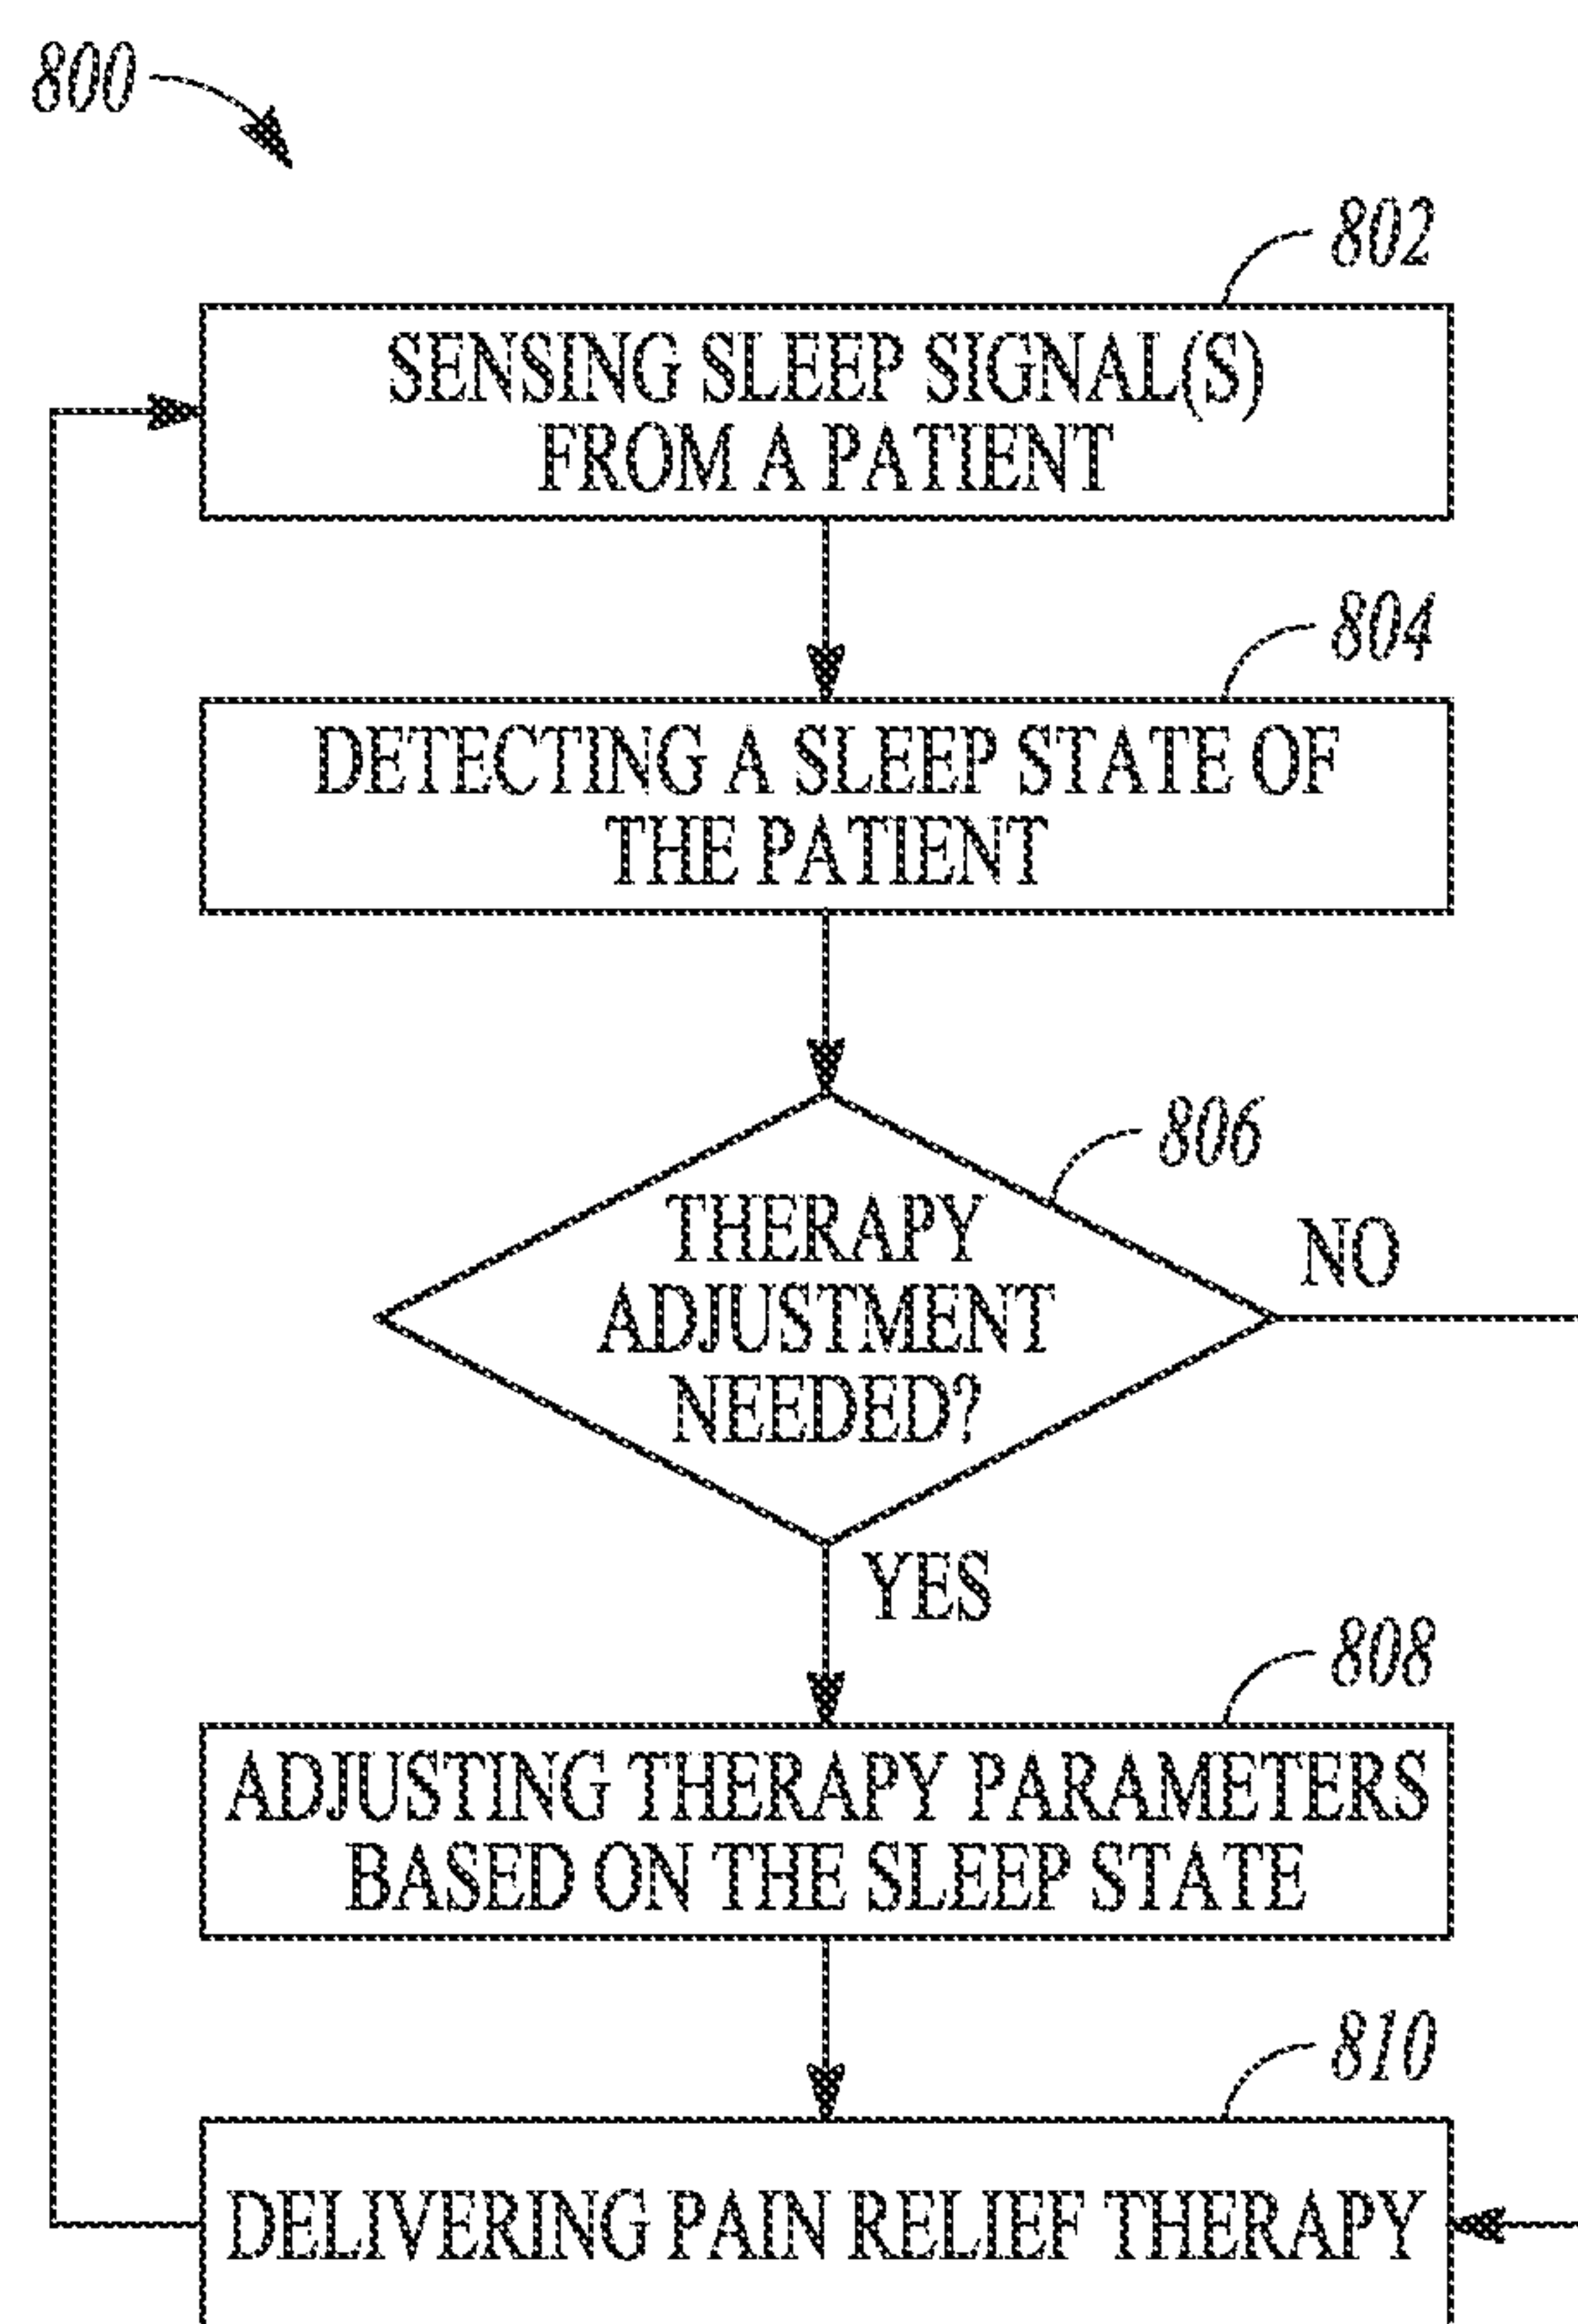 800
802
SENSING SLEEP SIGNAL(S)
FROM A PATIENT
804
DETECTING A SLEEP STATE OF
THE PATIENT
806
THERAPY
ADJUSTMENT
NEEDED?
NO
YES
808
ADJUSTING THERAPY PARAMETERS
BASED ON THE SLEEP STATE
810
DELIVERING PAIN RELIEF THERAPY